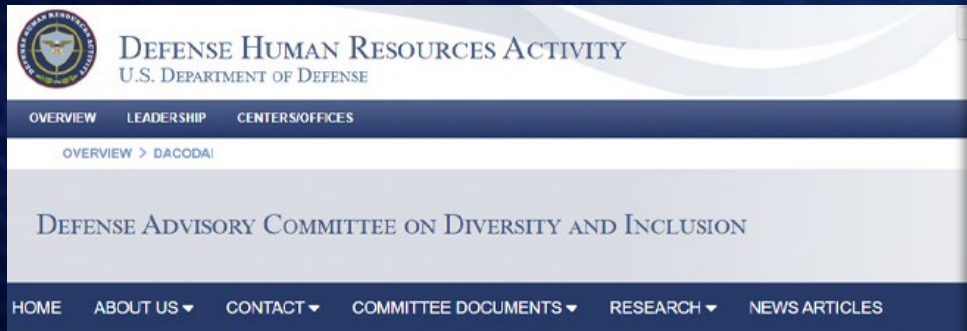 DEFENSE HUMAN RESOURCES ACTIVITY
U.S. DEPARTMENT OF DEFENSE
OVERVIEW LEADERSHIP CENTERS/OFFICES
OVERVIEW > DACODAI
DEFENSE ADVISORY COMMITTEE ON DIVERSITY AND INCLUSION
HOME ABOUT US CONTACT COMMITTEE DOCUMENTS RESEARCH NEWS ARTICLES